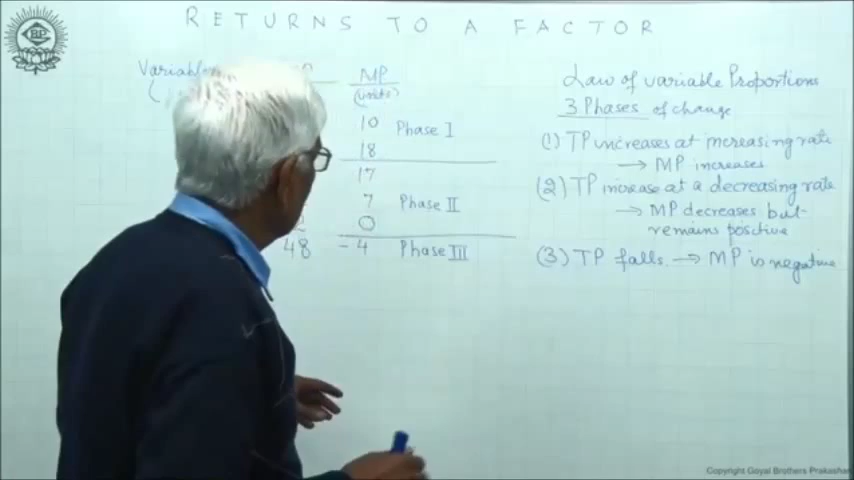 RETURNS TO A FACTOR
GBP
Variable
MP
(units)
10 Phase I
18
17
7 Phase II
2 0
48 -4 Phase III
Law of variable Proportions
3 Phases of change
(1) TP increases at increasing rate
→ MP increases
(2) TP increase at a decreasing rate
→ MP decreases but
remains positive
(3) TP falls → MP is negative
Copyright Goyal Brothers Prakashan